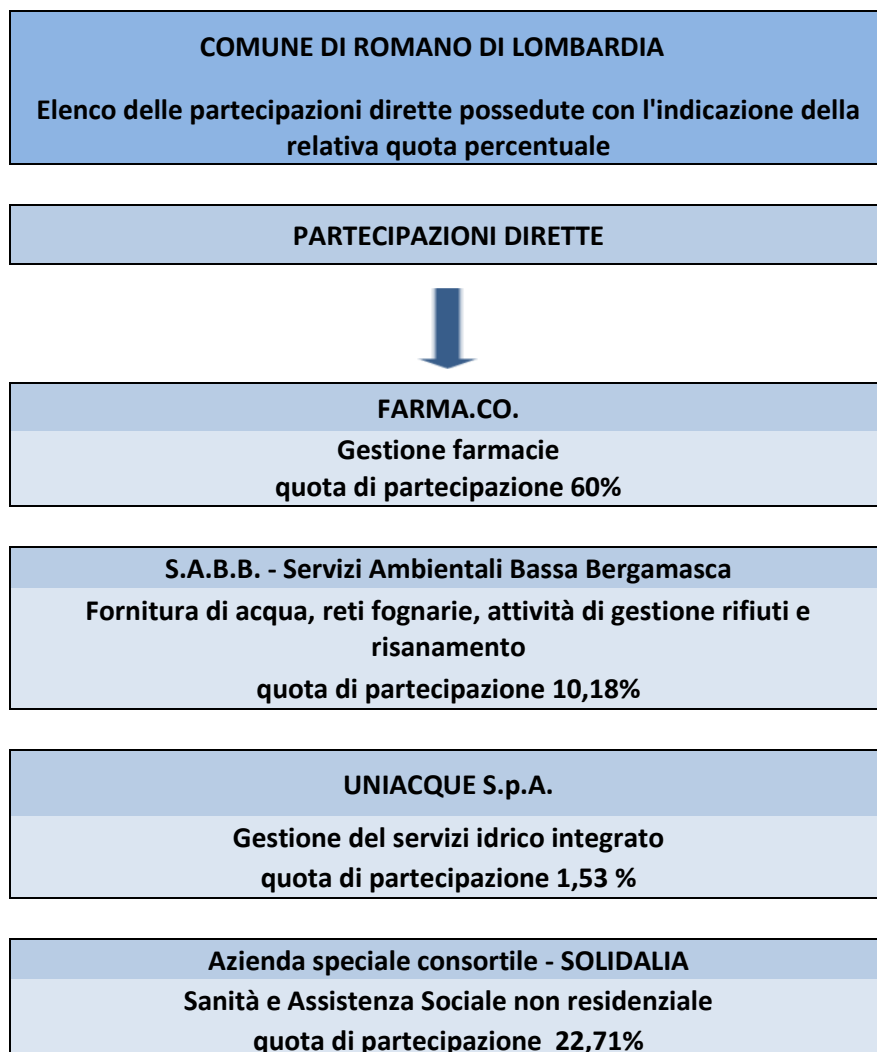 COMUNE DI ROMANO DI LOMBARDIA
Elenco delle partecipazioni dirette possedute con l'indicazione della
relativa quota percentuale
PARTECIPAZIONI DIRETTE
FARMA.CO.
Gestione farmacie
quota di partecipazione 60%
S.A.B.B. - Servizi Ambientali Bassa Bergamasca
Fornitura di acqua, reti fognarie, attività di gestione rifiuti e
risanamento
quota di partecipazione 10,18%
UNIACQUE S.p.A.
Gestione del servizi idrico integrato
quota di partecipazione 1,53 %
Azienda speciale consortile - SOLIDALIA
Sanità e Assistenza Sociale non residenziale
quota di partecipazione 22,71%